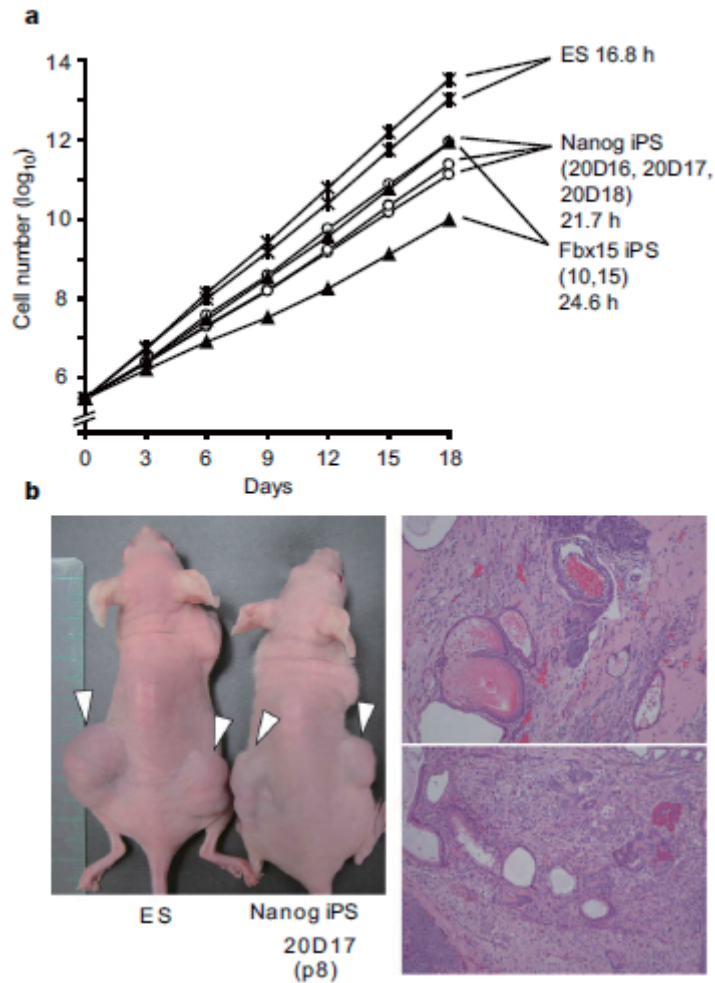 a
14
12
10
8
6
Cell number (log10)
0 3 6 9 12 15 18
Days
ES 16.8 h
Nanog iPS
(20D16, 20D17,
20D18)
21.7 h
Fbx15 iPS
(10,15)
24.6 h
b
ES
Nanog iPS
20D17
(p8)